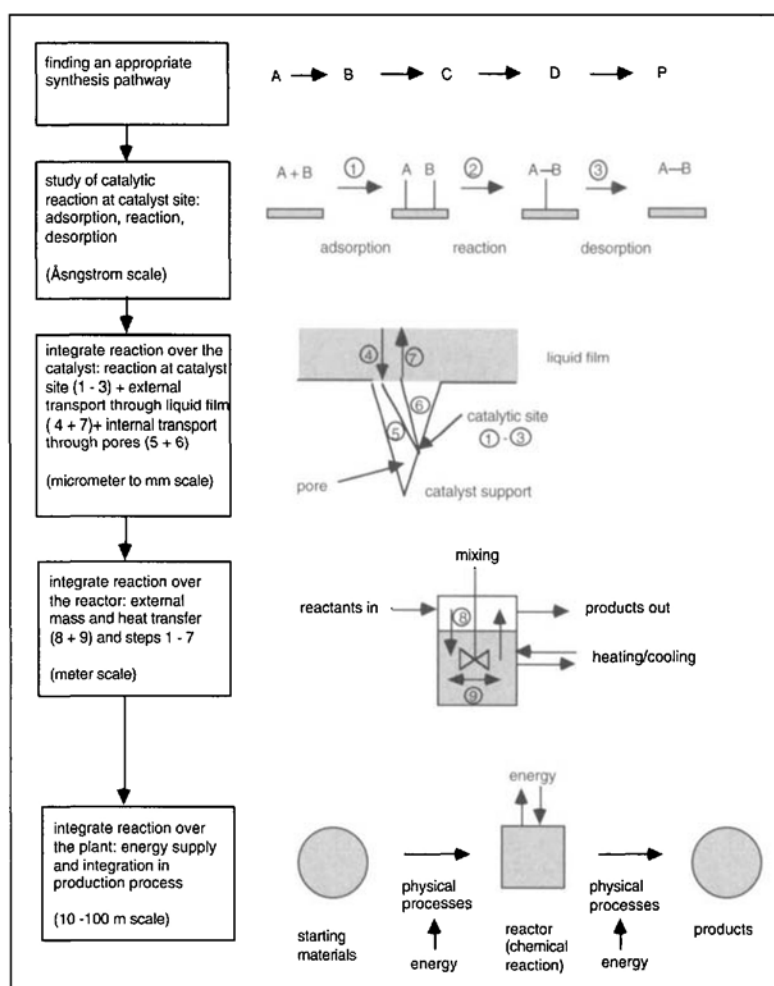 finding an appropriate
synthesis pathway
A B C D P
study of catalytic
reaction at catalyst site:
adsorption, reaction,
desorption
(Åsngstrom scale)
A + B
①
A B
②
A—B
③
A—B
adsorption
reaction
desorption
integrate reaction over the
catalyst: reaction at catalyst
site (1 - 3) + external
transport through liquid film
( 4 + 7)+ internal transport
through pores (5 + 6)
(micrometer to mm scale)
④
⑦
liquid film
⑤
⑥
catalytic site
① - ③
pore
catalyst support
integrate reaction over
the reactor: external
mass and heat transfer
(8 + 9) and steps 1 - 7
(meter scale)
mixing
reactants in
⑧
products out
heating/cooling
⑨
integrate reaction over
the plant: energy supply
and integration in
production process
(10 -100 m scale)
energy
starting
materials
physical
processes
energy
reactor
(chemical
reaction)
physical
processes
energy
products